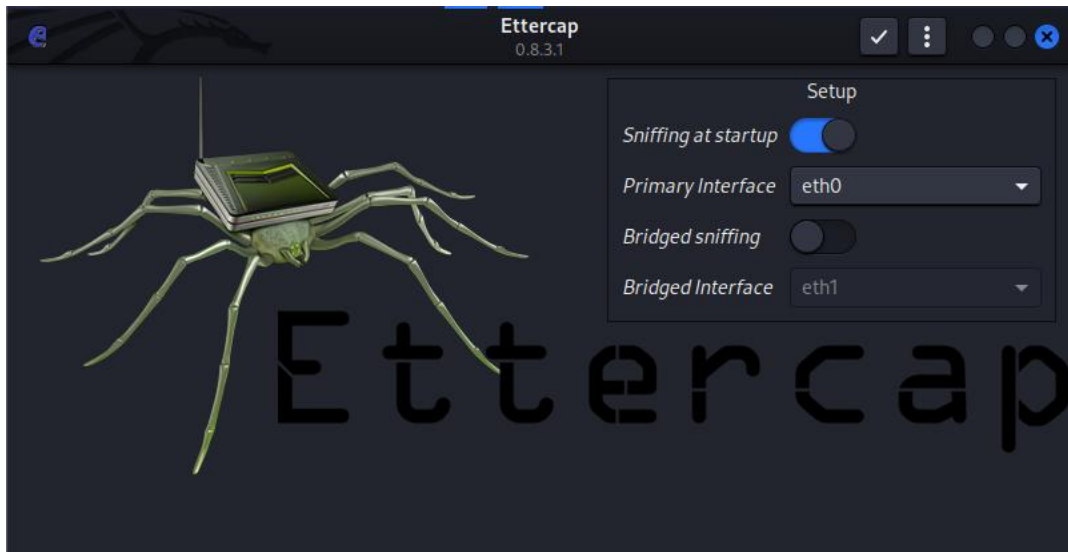 Ettercap
0.8.3.1
Setup
Sniffing at startup
Primary Interface eth0
Bridged sniffing
Bridged Interface eth1
Ettercap